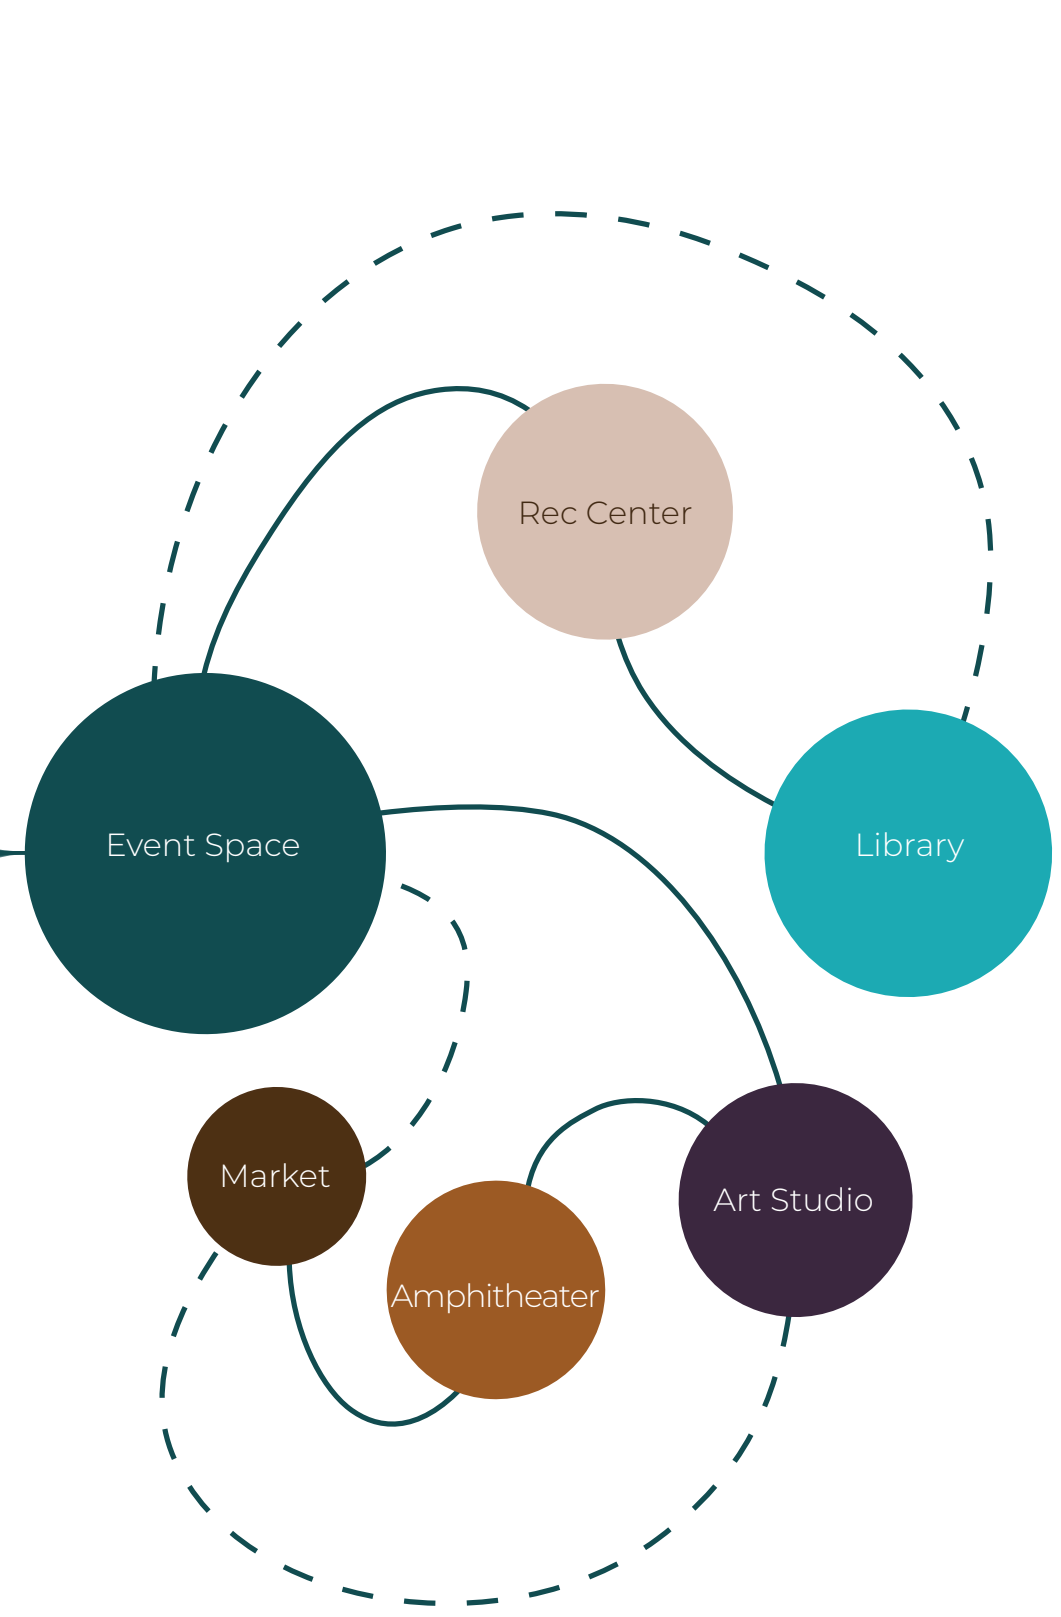 Rec Center
Event Space
Library
Market
Art Studio
Amphitheater